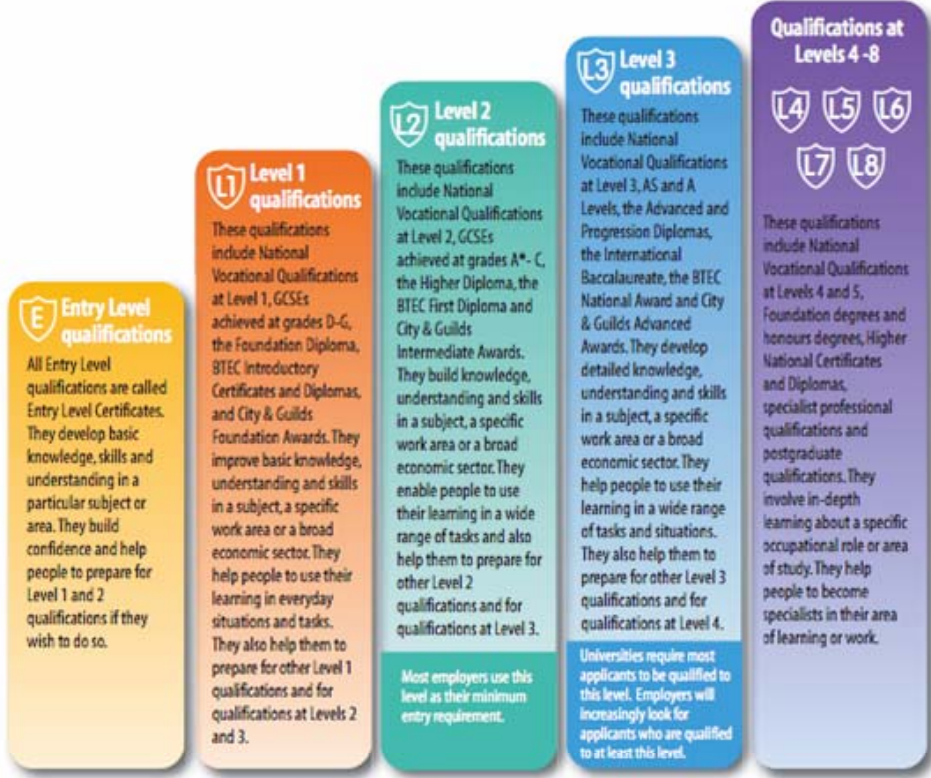 E
Entry Level
qualifications
All Entry Level
qualifications are called
Entry Level Certificates.
They develop basic
knowledge, skills and
understanding in a
particular subject or
area. They build
confidence and help
people to prepare for
Level 1 and 2
qualifications if they
wish to do so.
L1
Level 1
qualifications
These qualifications
include National
Vocational Qualifications
at Level 1, GCSEs
achieved at grades D-G,
the Foundation Diploma,
BTEC Introductory
Certificates and Diplomas,
and City & Guilds
Foundation Awards. They
improve basic knowledge,
understanding and skills
in a subject, a specific
work area or a broad
economic sector. They
help people to use their
learning in everyday
situations and tasks.
They also help them to
prepare for other Level 1
qualifications and for
qualifications at Levels 2
and 3.
L2
Level 2
qualifications
These qualifications
include National
Vocational Qualifications
at Level 2, GCSEs
achieved at grades A*- C,
the Higher Diploma, the
BTEC First Diploma and
City & Guilds
Intermediate Awards.
They build knowledge,
understanding and skills
in a subject, a specific
work area or a broad
economic sector. They
enable people to use
their learning in a wide
range of tasks and also
help them to prepare for
other Level 2
qualifications and for
qualifications at Level 3.
Most employers use this
level as their minimum
entry requirement.
L3
Level 3
qualifications
These qualifications
include National
Vocational Qualifications
at Level 3, AS and A
Levels, the Advanced and
Progression Diplomas,
the International
Baccalaureate, the BTEC
National Award and City
& Guilds Advanced
Awards. They develop
detailed knowledge,
understanding and skills
in a subject, a specific
work area or a broad
economic sector. They
help people to use their
learning in a wide range
of tasks and situations.
They also help them to
prepare for other Level 3
qualifications and for
qualifications at Level 4.
Universities require most
applicants to be qualified to
this level. Employers will
increasingly look for
applicants who are qualified
to at least this level.
Qualifications at
Levels 4 -8
L4 L5 L6
L7 L8
These qualifications
include National
Vocational Qualifications
at Levels 4 and 5,
Foundation degrees and
honours degrees, Higher
National Certificates
and Diplomas,
specialist professional
qualifications and
postgraduate
qualifications. They
involve in-depth
learning about a specific
occupational role or area
of study. They help
people to become
specialists in their area
of learning or work.